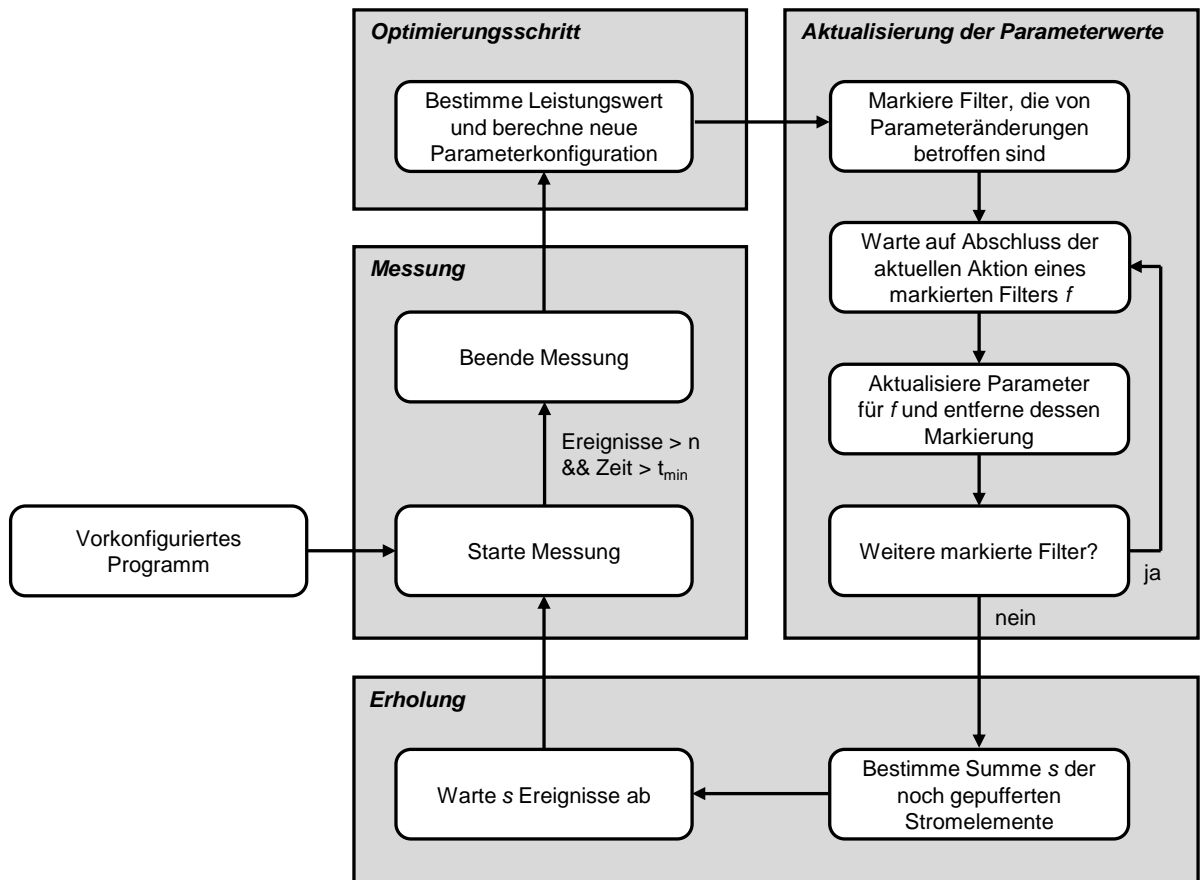 Optimierungsschritt
Bestimme Leistungswert
und berechne neue
Parameterkonfiguration
Aktualisierung der Parameterwerte
Markiere Filter, die von
Parameteränderungen
betroffen sind
Warte auf Abschluss der
aktuellen Aktion eines
markierten Filters f
Aktualisiere Parameter
für f und entferne dessen
Markierung
Weitere markierte Filter?
ja
nein
Messung
Beende Messung
Ereignisse > n
&& Zeit > tmin
Starte Messung
Vorkonfiguriertes
Programm
Erholung
Warte s Ereignisse ab
Bestimme Summe s der
noch gepufferten
Stromelemente